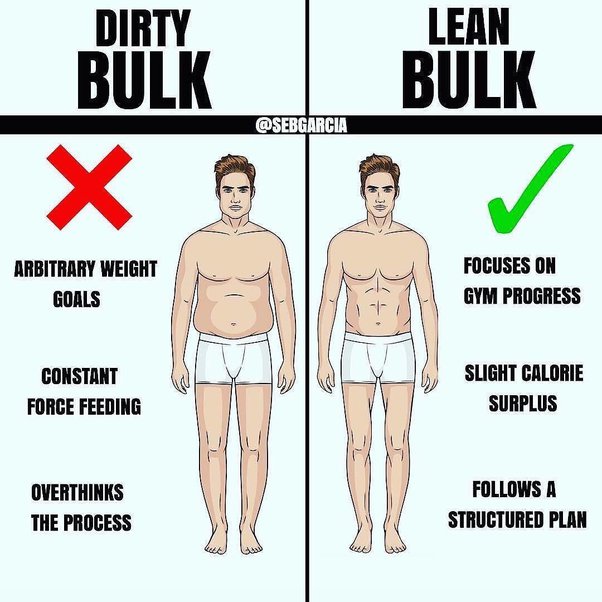 DIRTY
BULK
LEAN
BULK
@SEBGARCIA
ARBITRARY WEIGHT
GOALS
CONSTANT
FORCE FEEDING
OVERTHINKS
THE PROCESS
FOCUSES ON
GYM PROGRESS
SLIGHT CALORIE
SURPLUS
FOLLOWS A
STRUCTURED PLAN